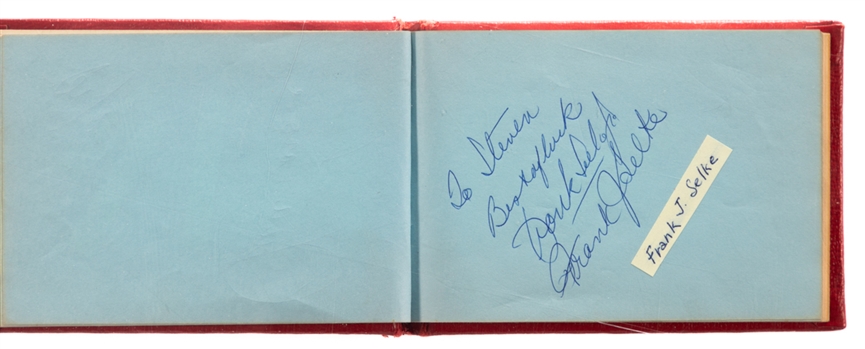 To Steven
Best of luck
Frank J Selke
Frank J. Selke